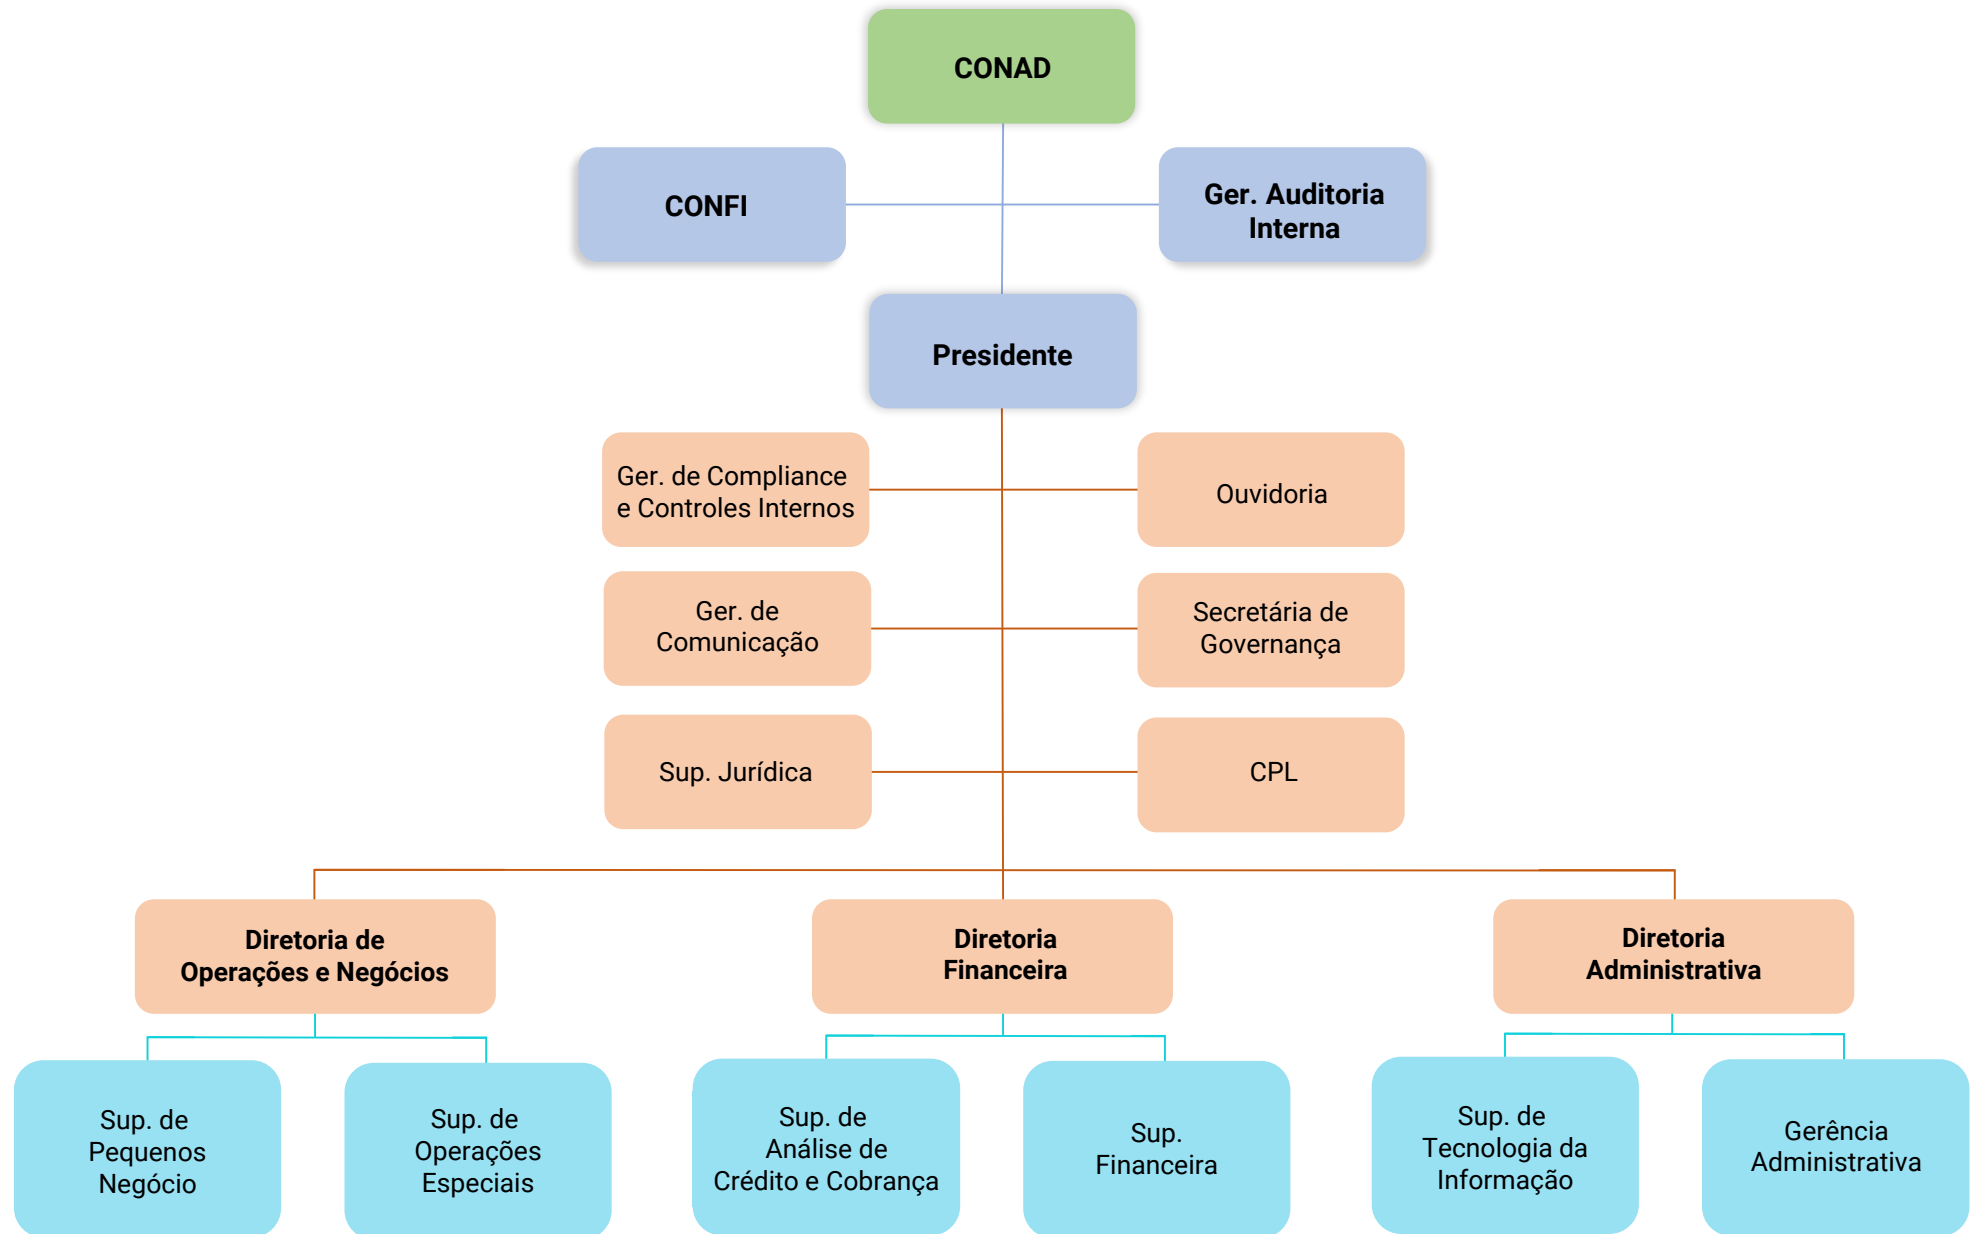 CONAD
CONFI
Ger. Auditoria
Interna
Presidente
Ger. de Compliance
e Controles Internos
Ouvidoria
Ger. de
Comunicação
Secretária de
Governança
Sup. Jurídica
CPL
Diretoria de
Operações e Negócios
Diretoria
Financeira
Diretoria
Administrativa
Sup. de
Pequenos
Negócio
Sup. de
Operações
Especiais
Sup. de
Análise de
Crédito e Cobrança
Sup.
Financeira
Sup. de
Tecnologia da
Informação
Gerência
Administrativa